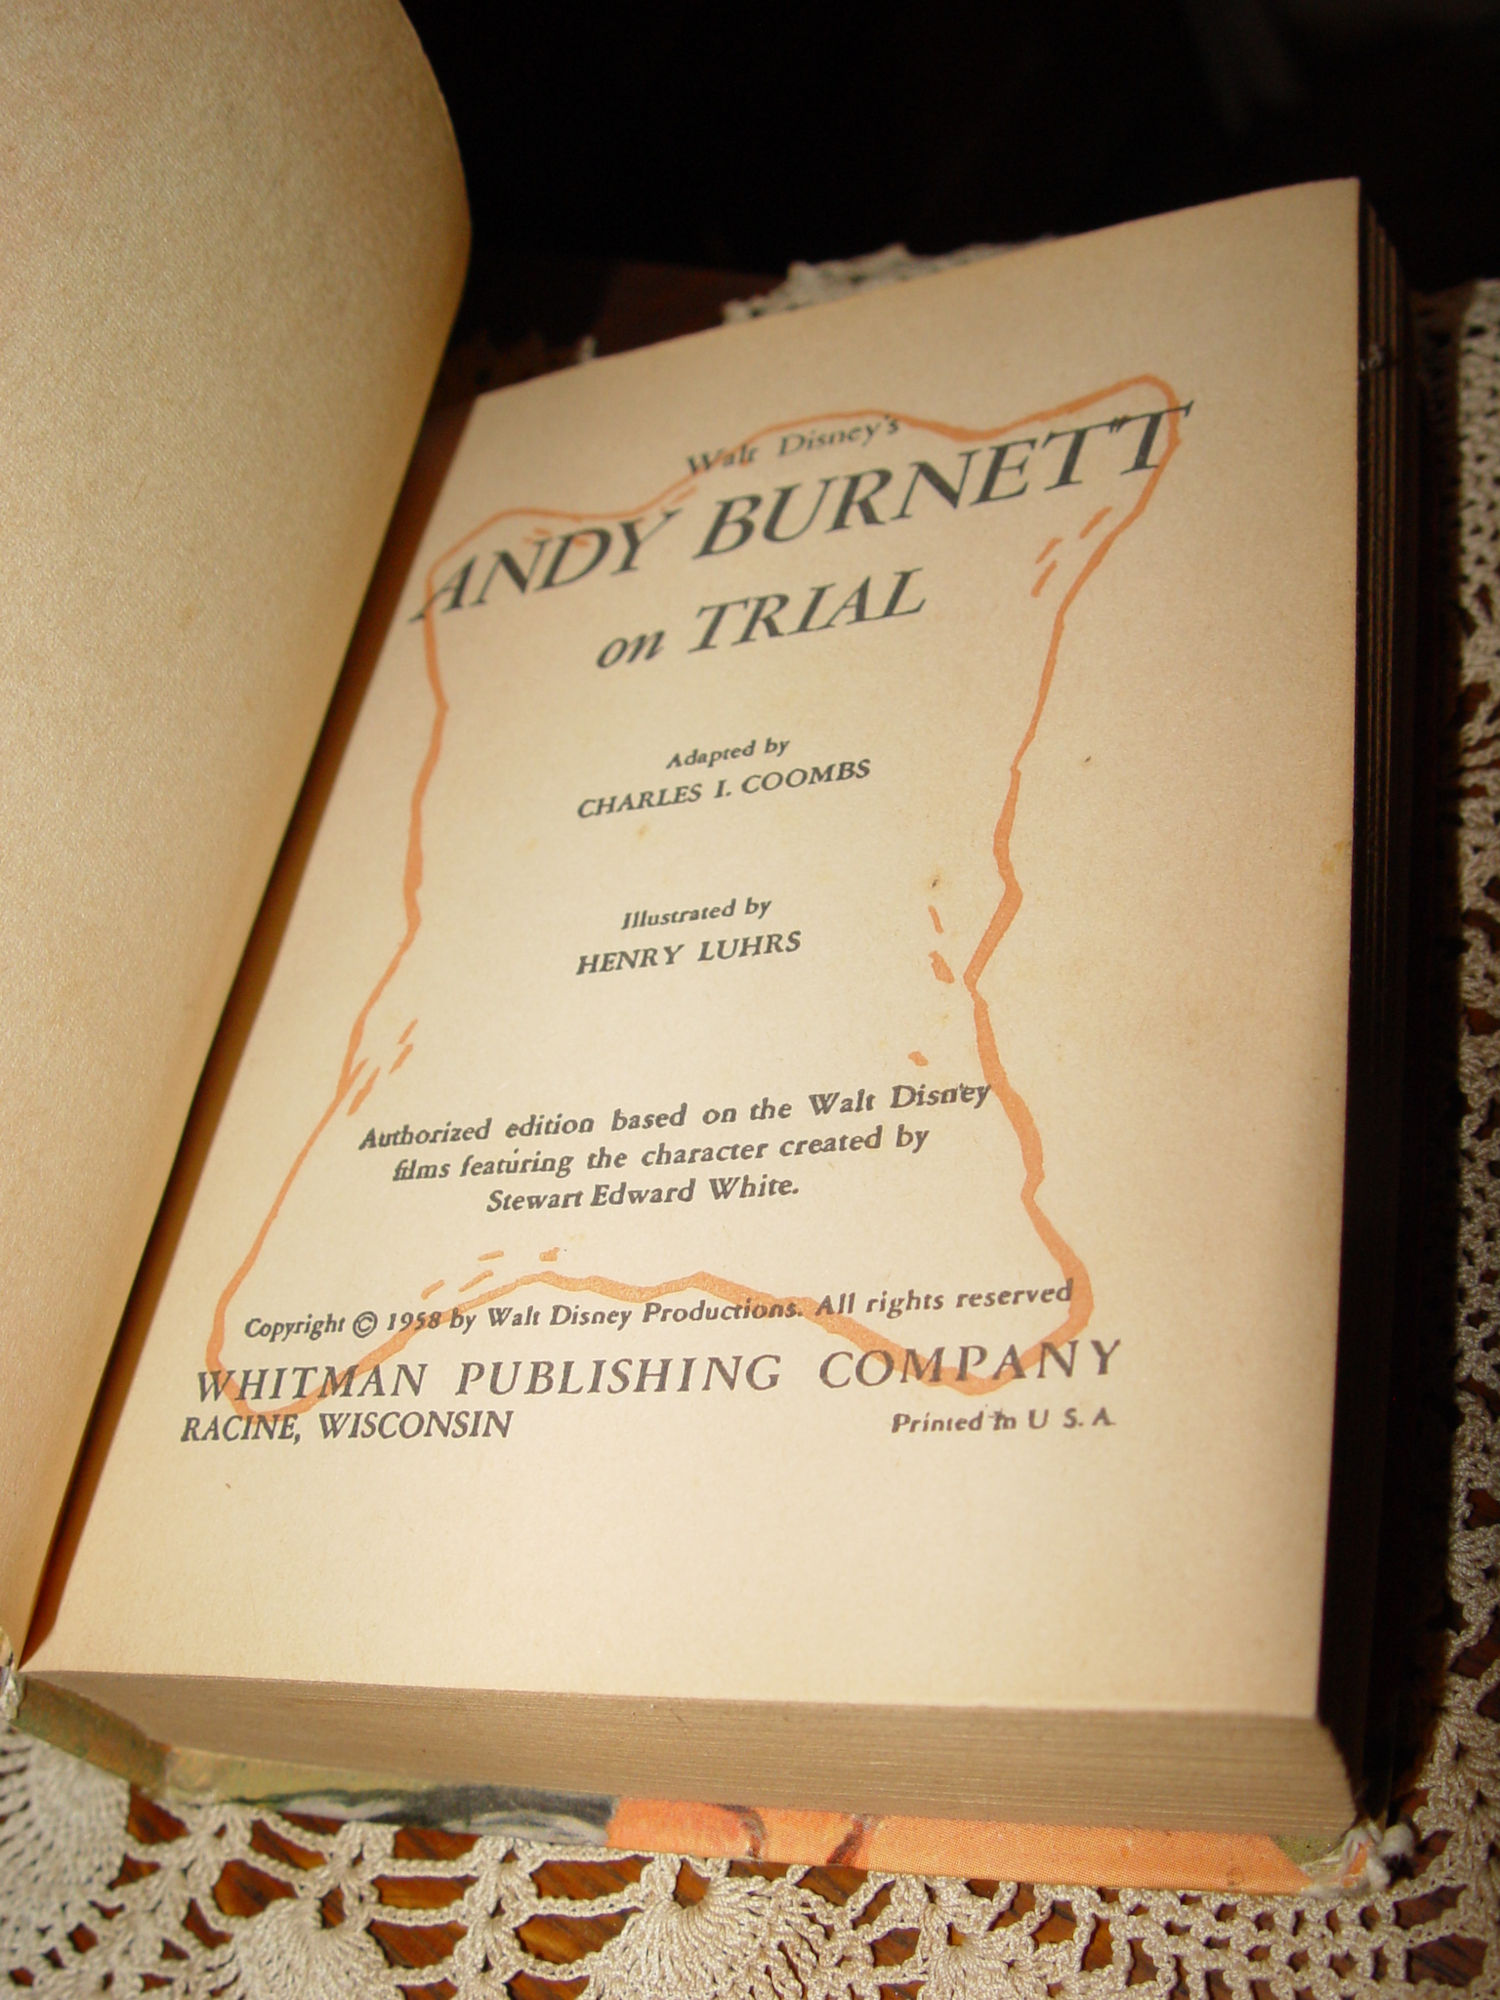 Walt Disney's
ANDY BURNETT
on TRIAL
Adapted by
CHARLES I. COOMBS
Illustrated by
HENRY LUHRS
Authorized edition based on the Walt Disney
films featuring the character created by
Stewart Edward White.
Copyright © 1958 by Walt Disney Productions. All rights reserved
WHITMAN PUBLISHING COMPANY
RACINE, WISCONSIN
Printed in U S. A.